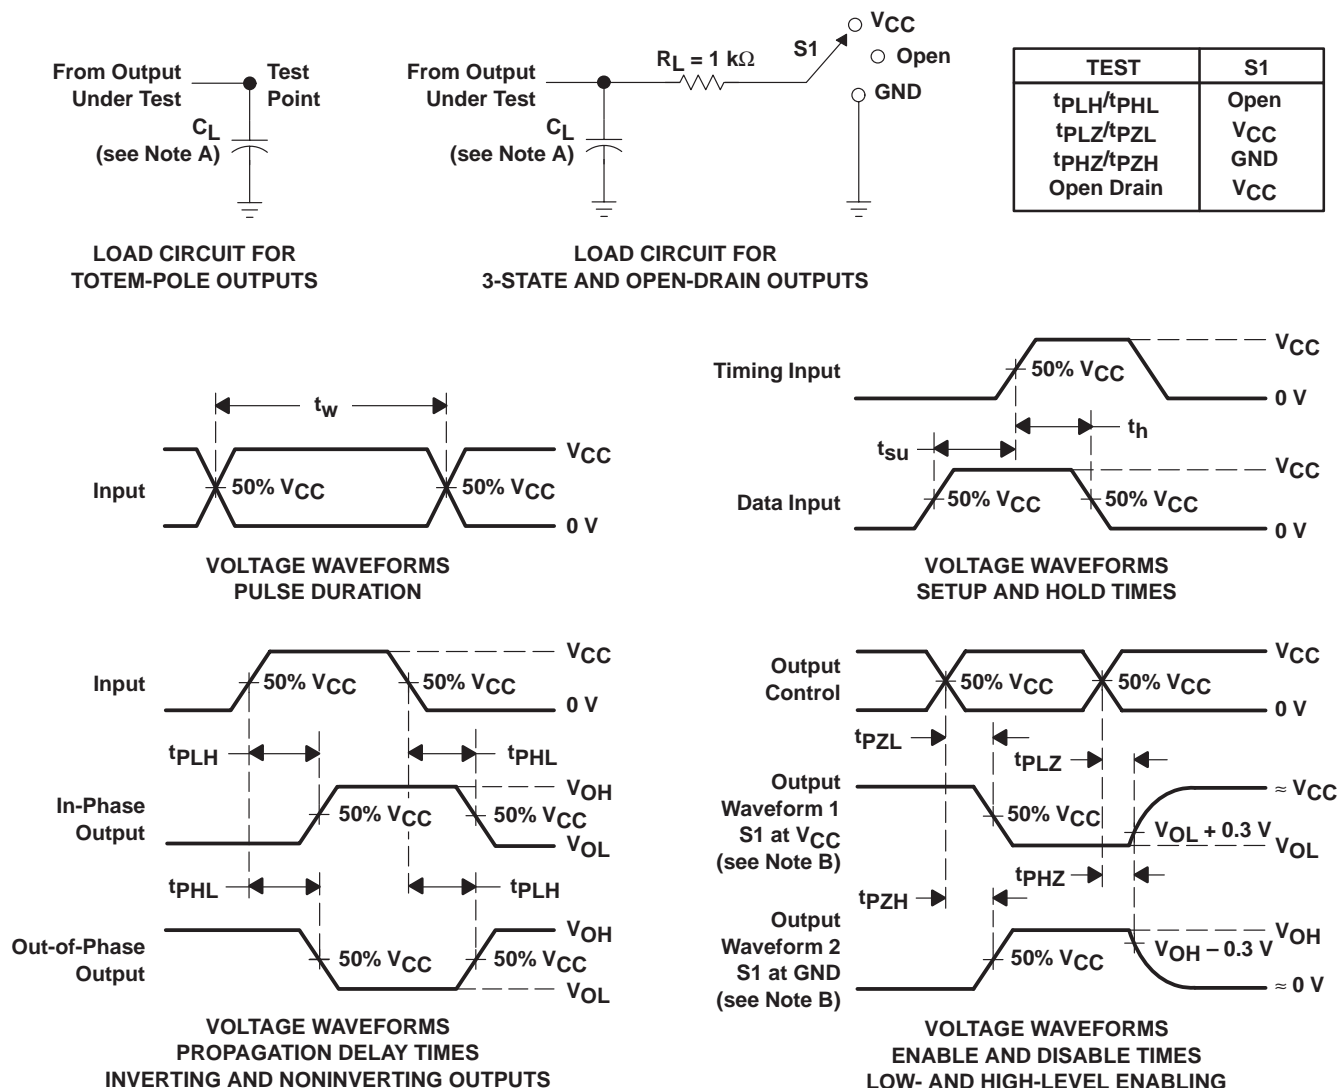 From Output
Under Test
Test
Point
CL
(see Note A)
LOAD CIRCUIT FOR
TOTEM-POLE OUTPUTS
From Output
Under Test
CL
(see Note A)
RL = 1 kΩ
S1
VCC
Open
GND
LOAD CIRCUIT FOR
3-STATE AND OPEN-DRAIN OUTPUTS
TEST S1
tPLH/tPHL Open
tPLZ/tPZL VCC
tPHZ/tPZH GND
Open Drain VCC
tw
Input
50% VCC
50% VCC
VCC
0 V
VOLTAGE WAVEFORMS
PULSE DURATION
Timing Input
50% VCC
VCC
0 V
tsu
th
Data Input
50% VCC
50% VCC
VCC
0 V
VOLTAGE WAVEFORMS
SETUP AND HOLD TIMES
Input
50% VCC
50% VCC
VCC
0 V
tPLH
tPHL
In-Phase
Output
50% VCC
50% VCC
VOH
VOL
tPHL
tPLH
Out-of-Phase
Output
50% VCC
50% VCC
VOH
VOL
VOLTAGE WAVEFORMS
PROPAGATION DELAY TIMES
INVERTING AND NONINVERTING OUTPUTS
Output
Control
50% VCC
50% VCC
VCC
0 V
tPZL
tPLZ
Output
Waveform 1
S1 at VCC
(see Note B)
50% VCC
VOL + 0.3 V
≈ VCC
VOL
tPZH
tPHZ
Output
Waveform 2
S1 at GND
(see Note B)
50% VCC
VOH − 0.3 V
VOH
≈ 0 V
VOLTAGE WAVEFORMS
ENABLE AND DISABLE TIMES
LOW- AND HIGH-LEVEL ENABLING